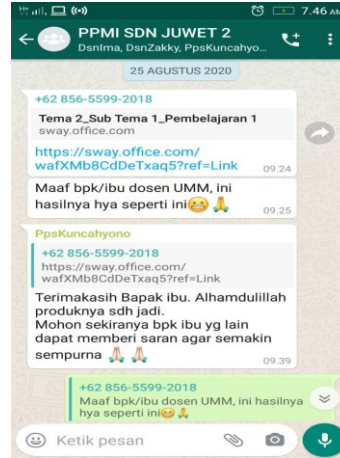 7.46 AM
PPMI SDN JUWET 2
DsnIma, DsnZakky, PpsKuncahyo...
25 AGUSTUS 2020
+62 856-5599-2018
Tema 2_Sub Tema 1_Pembelajaran 1
sway.office.com
https://sway.office.com/
wafXMb8CdDeTxaq5?ref=Link
09.24
Maaf bpk/ibu dosen UMM, ini
hasilnya hya seperti ini😬🙏
09.25
PpsKuncahyono
+62 856-5599-2018
https://sway.office.com/
wafXMb8CdDeTxaq5?ref=Link
Terimakasih Bapak ibu. Alhamdulillah
produknya sdh jadi.
Mohon sekiranya bpk ibu yg lain
dapat memberi saran agar semakin
sempurna 🙏🙏
09.39
+62 856-5599-2018
Maaf bpk/ibu dosen UMM, ini hasilnya
hya seperti ini😬🙏
Ketik pesan